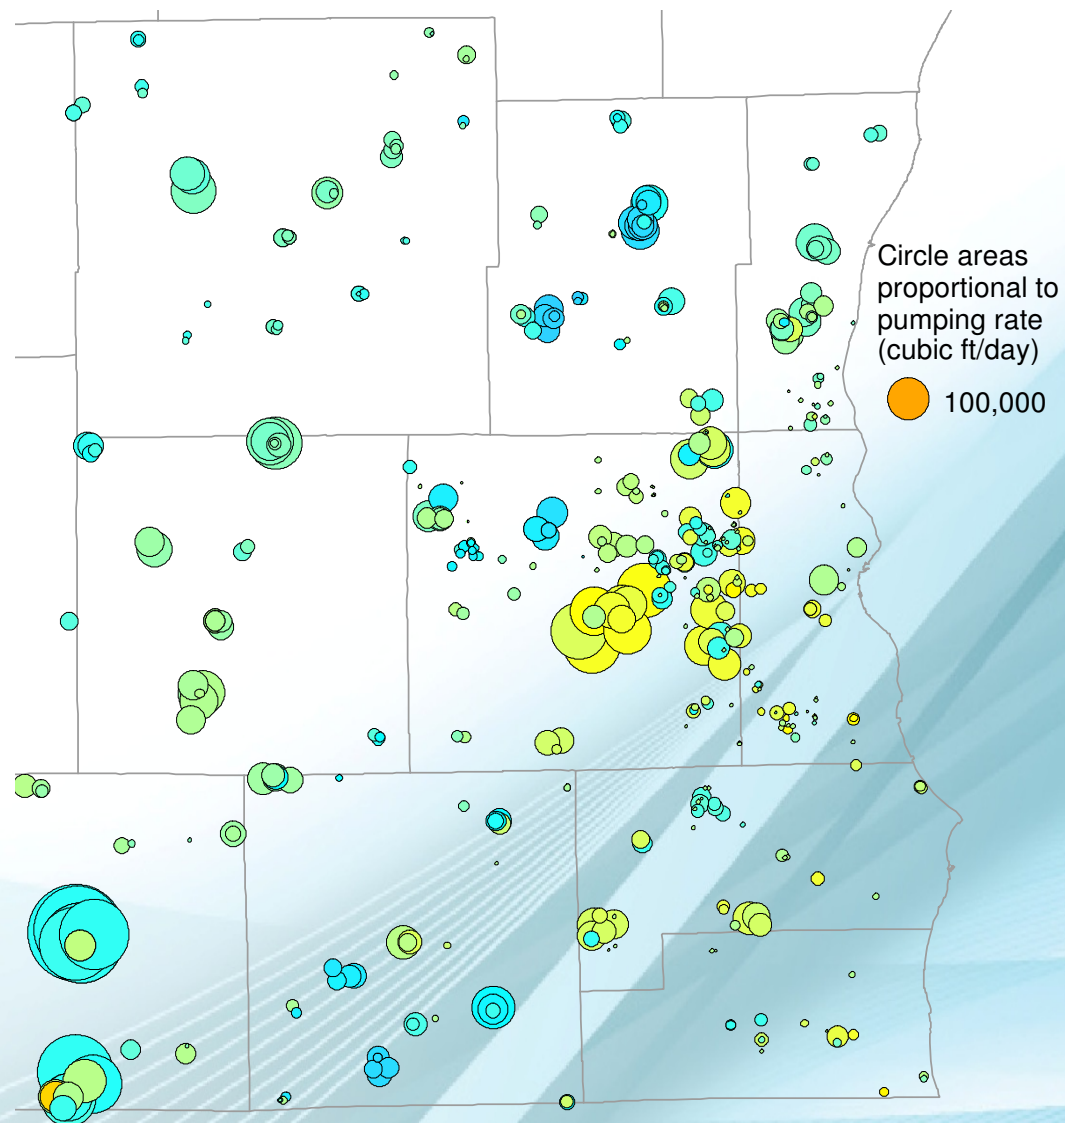 Circle areas
proportional to
pumping rate
(cubic ft/day)
100,000